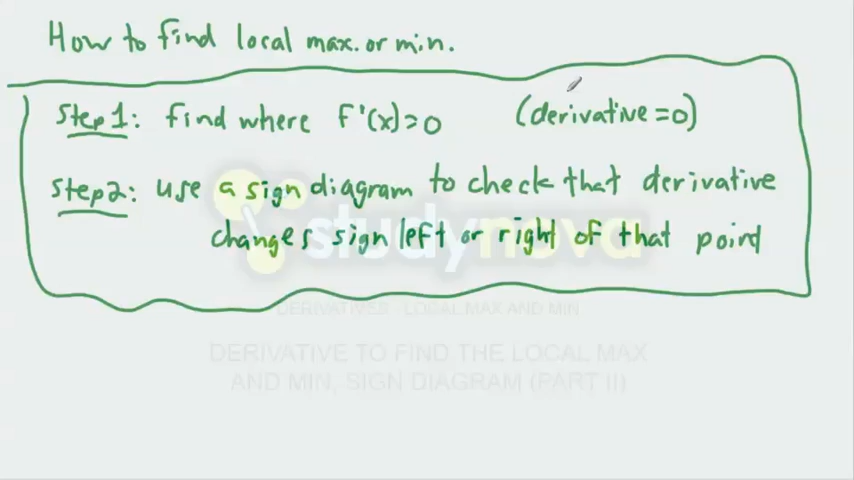 How to find local max. or min.
Step 1: find where f'(x)=0 (derivative =0)
Step 2: use a sign diagram to check that derivative
changes sign left or right of that point
studynova
DERIVATIVES - LOCAL MAX AND MIN
DERIVATIVE TO FIND THE LOCAL MAX
AND MIN, SIGN DIAGRAM (PART II)